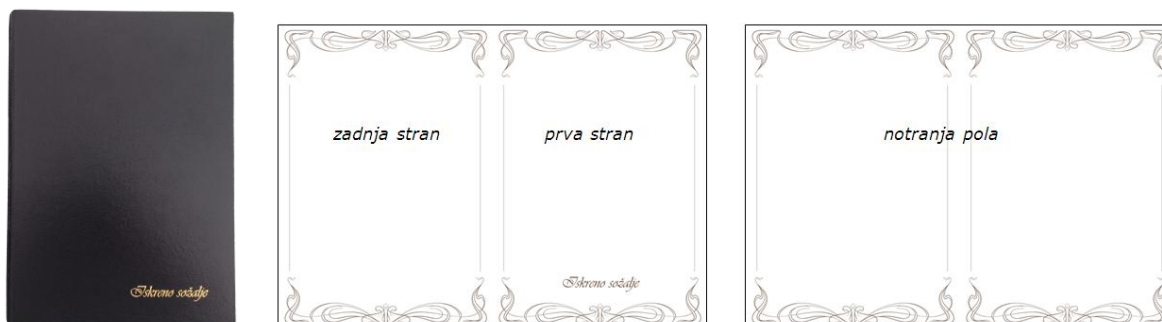 Iskreno sožalje
zadnja stran
prva stran
Iskreno sožalje
notranja pola